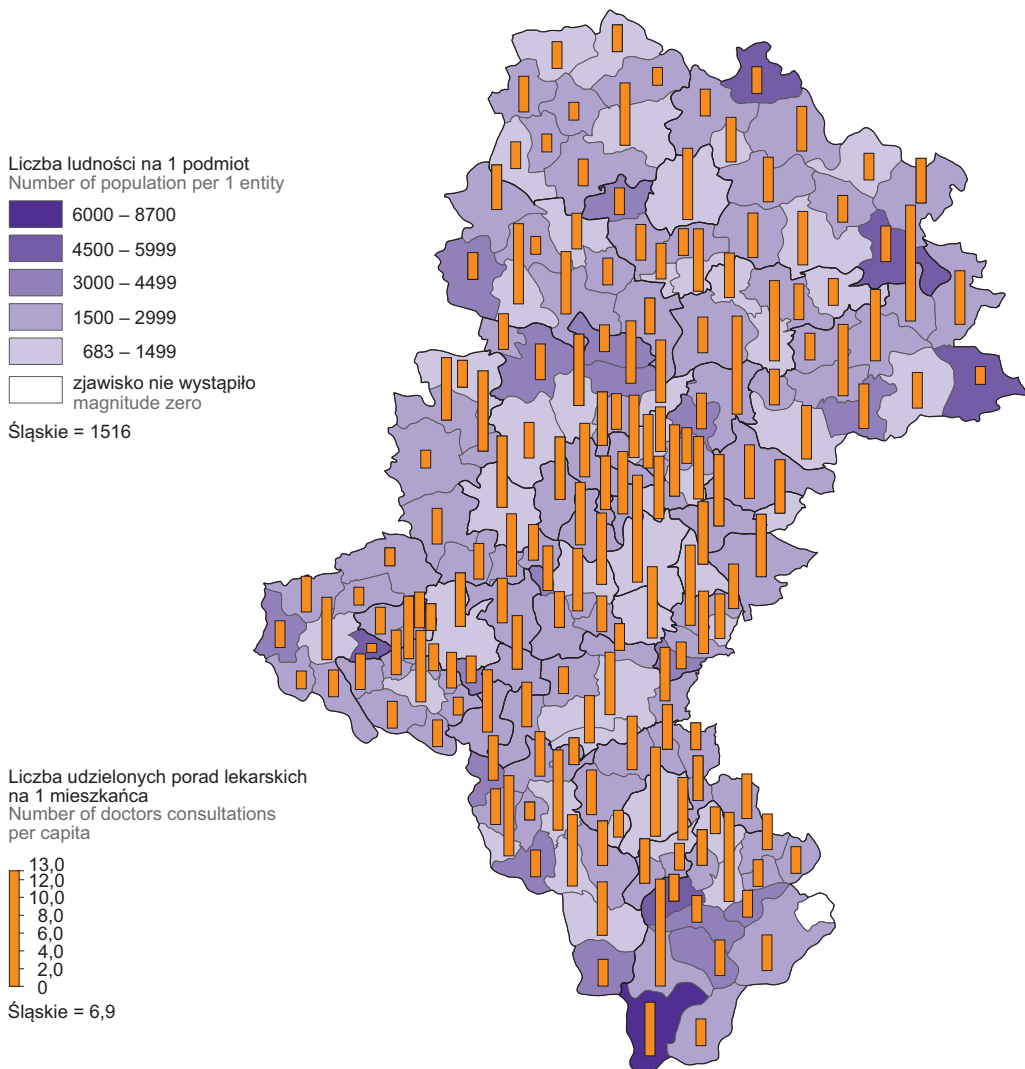 Liczba ludności na 1 podmiot
Number of population per 1 entity
6000 – 8700
4500 – 5999
3000 – 4499
1500 – 2999
683 – 1499
zjawisko nie wystąpiło
magnitude zero
Śląskie = 1516
Liczba udzielonych porad lekarskich
na 1 mieszkańca
Number of doctors consultations
per capita
13,0
12,0
10,0
8,0
6,0
4,0
2,0
0
Śląskie = 6,9